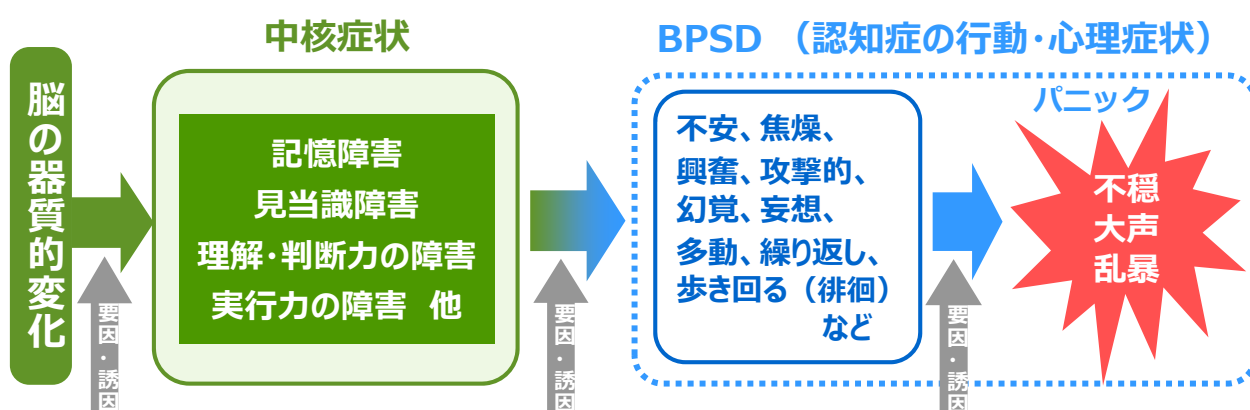 中核症状
BPSD （認知症の行動･心理症状）
脳の器質的変化
記憶障害
見当識障害
理解･判断力の障害
実行力の障害 他
不安、焦燥、
興奮、攻撃的、
幻覚、妄想、
多動、繰り返し、
歩き回る（徘徊）
など
パニック
不穏
大声
乱暴
要因・誘因
要因・誘因
要因・誘因